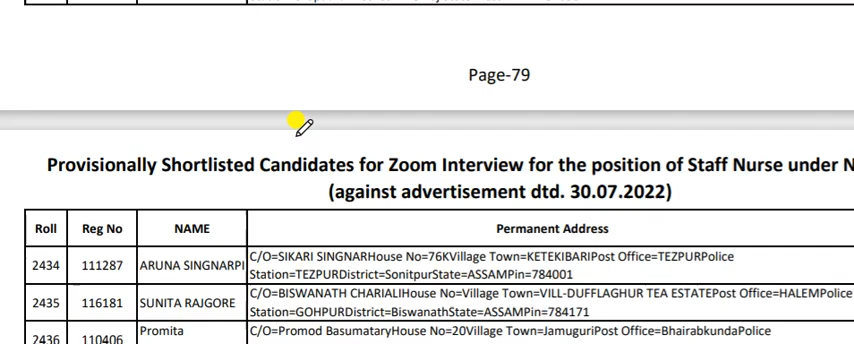 Page-79
Provisionally Shortlisted Candidates for Zoom Interview for the position of Staff Nurse under N
(against advertisement dtd. 30.07.2022)
Roll Reg No NAME Permanent Address
2434 111287 ARUNA SINGNARPI C/O=SIKARI SINGNARHouse No=76KVillage Town=KETEKIBARIPost Office=TEZPURPolice
Station=TEZPURDistrict=SonitpurState=ASSAMPin=784001
2435 116181 SUNITA RAJGORE C/O=BISWANATH CHARIALIHouse No=Village Town=VILL-DUFFLAGHUR TEA ESTATEPost Office=HALEMPolice
Station=GOHPURDistrict=BiswanathState=ASSAMPin=784171
2436 110406 Promita C/O=Promod BasumataryHouse No=20Village Town=JamuguriPost Office=BhairabkundaPolice